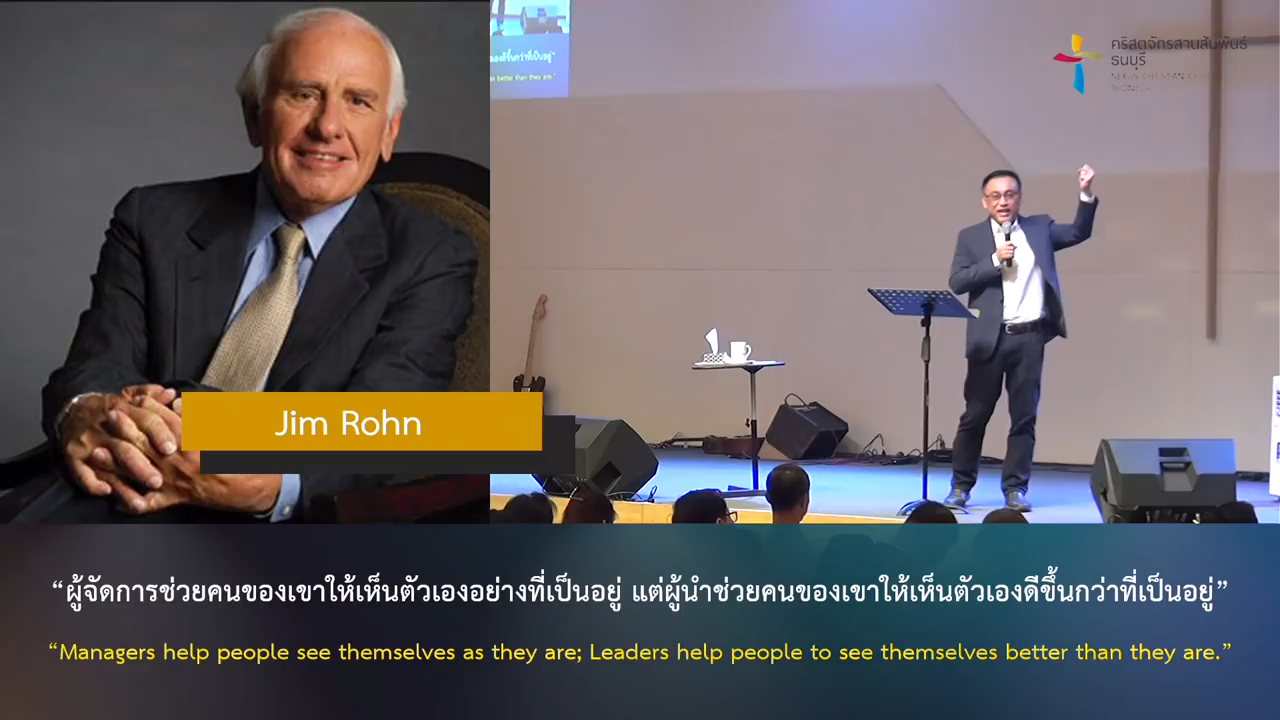 คริสตจักรสานสัมพันธ์
ธนบุรี
better than they are."
Jim Rohn
“ผู้จัดการช่วยคนของเขาให้เห็นตัวเองอย่างที่เป็นอยู่ แต่ผู้นำช่วยคนของเขาให้เห็นตัวเองดีขึ้นกว่าที่เป็นอยู่”
“Managers help people see themselves as they are; Leaders help people to see themselves better than they are.”